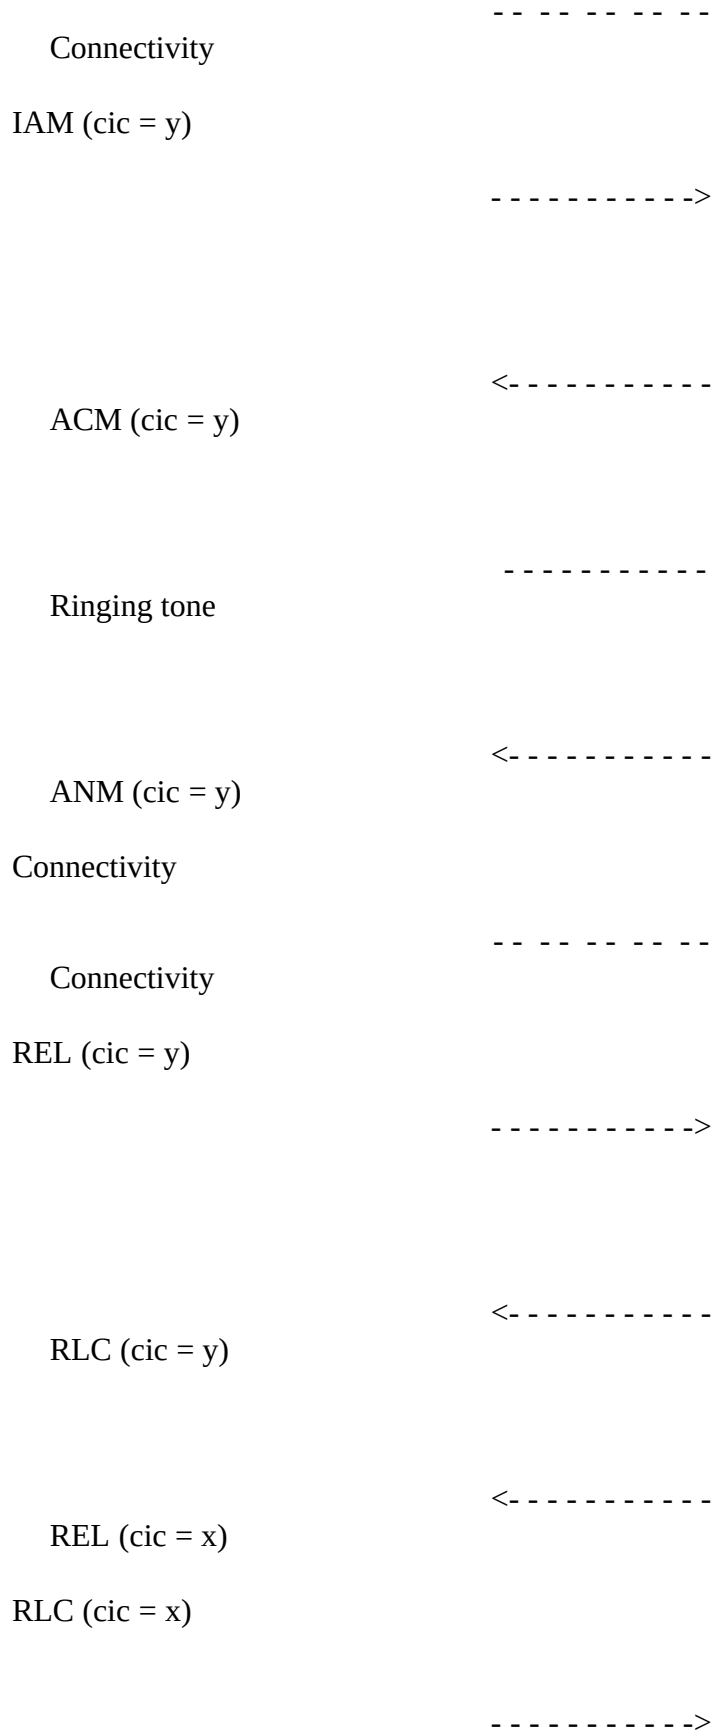 - -  - -  - -  - -  - -
Connectivity
IAM (cic = y)
- - - - - - - - - - ->
<- - - - - - - - - - -
ACM (cic = y)
- - - - - - - - - - -
Ringing tone
<- - - - - - - - - - -
ANM (cic = y)
Connectivity
- -  - -  - -  - -  - -
Connectivity
REL (cic = y)
- - - - - - - - - - ->
<- - - - - - - - - - -
RLC (cic = y)
<- - - - - - - - - - -
REL (cic = x)
RLC (cic = x)
- - - - - - - - - - ->